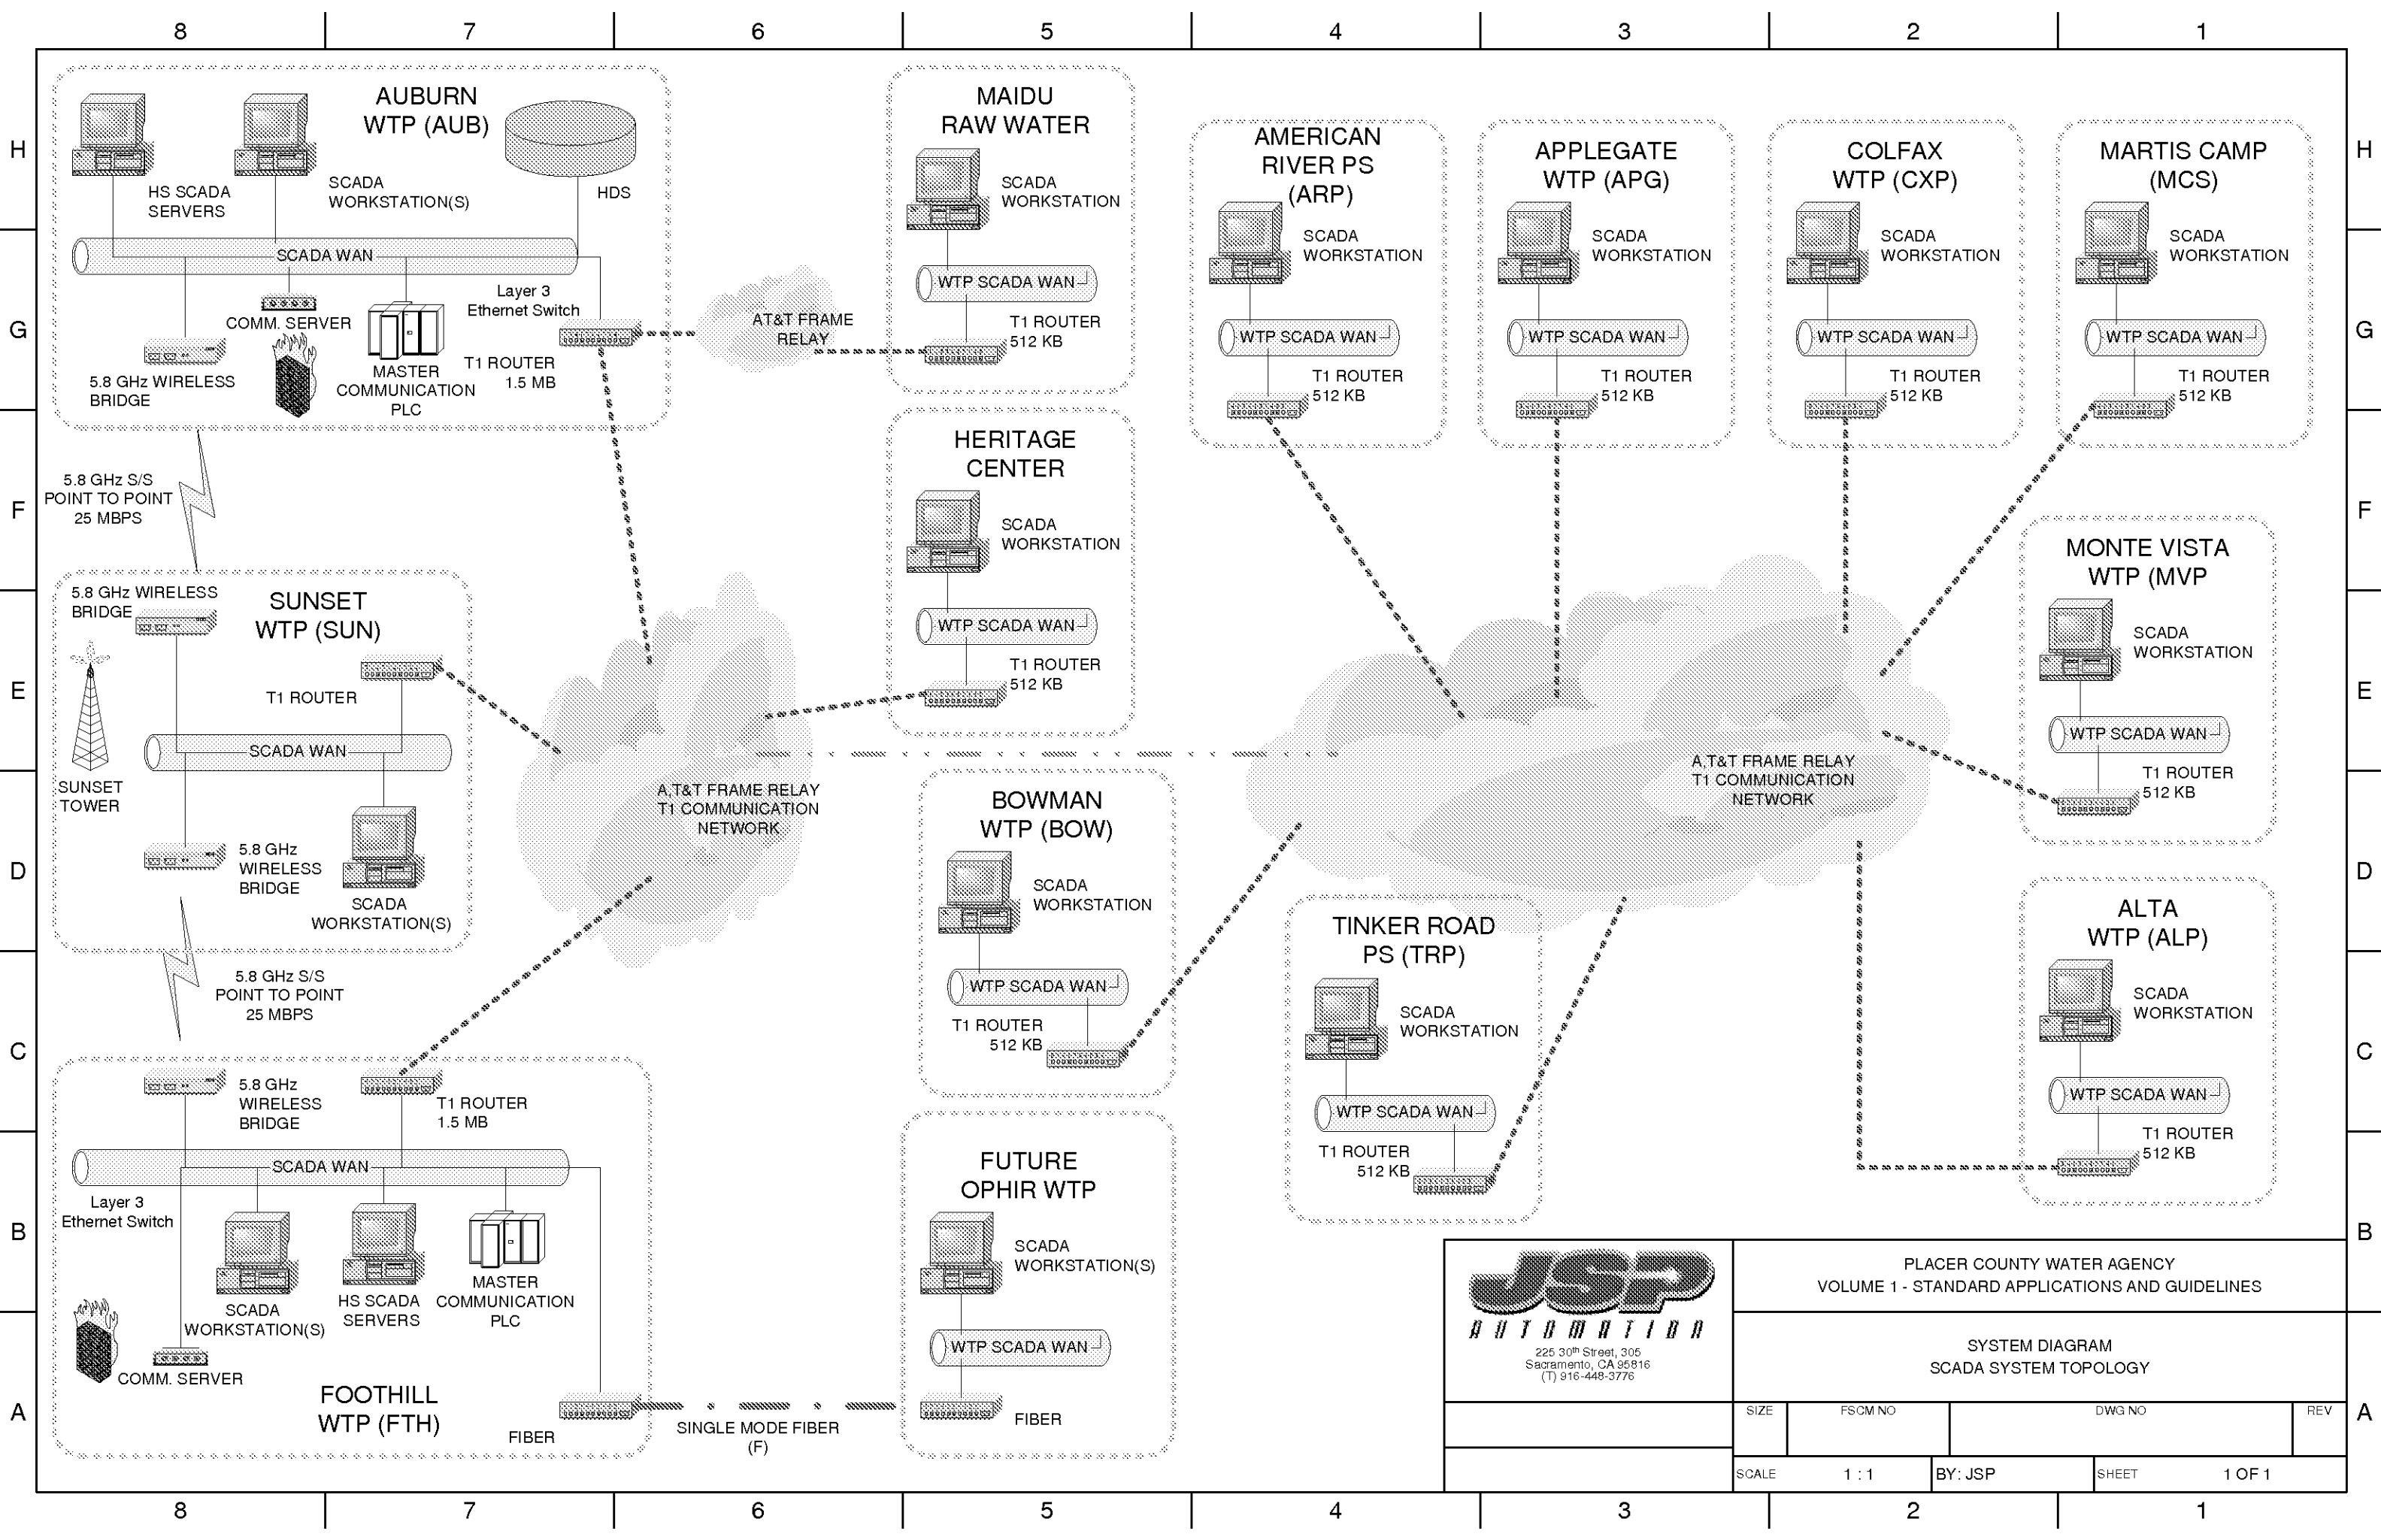 8 7 6 5 4 3 2 1
H
G
F
E
D
C
B
A
AUBURN
WTP (AUB)
HS SCADA
SERVERS
SCADA
WORKSTATION(S)
HDS
SCADA WAN
COMM. SERVER
Layer 3
Ethernet Switch
5.8 GHz WIRELESS
BRIDGE
MASTER
COMMUNICATION
PLC
T1 ROUTER
1.5 MB
AT&T FRAME
RELAY
MAIDU
RAW WATER
SCADA
WORKSTATION
WTP SCADA WAN
T1 ROUTER
512 KB
AMERICAN
RIVER PS
(ARP)
SCADA
WORKSTATION
WTP SCADA WAN
T1 ROUTER
512 KB
APPLEGATE
WTP (APG)
SCADA
WORKSTATION
WTP SCADA WAN
T1 ROUTER
512 KB
COLFAX
WTP (CXP)
SCADA
WORKSTATION
WTP SCADA WAN
T1 ROUTER
512 KB
MARTIS CAMP
(MCS)
SCADA
WORKSTATION
WTP SCADA WAN
T1 ROUTER
512 KB
5.8 GHz S/S
POINT TO POINT
25 MBPS
HERITAGE
CENTER
SCADA
WORKSTATION
WTP SCADA WAN
T1 ROUTER
512 KB
MONTE VISTA
WTP (MVP
SCADA
WORKSTATION
WTP SCADA WAN
T1 ROUTER
512 KB
5.8 GHz WIRELESS
BRIDGE
SUNSET
WTP (SUN)
T1 ROUTER
SCADA WAN
SUNSET
TOWER
5.8 GHz
WIRELESS
BRIDGE
SCADA
WORKSTATION(S)
A,T&T FRAME RELAY
T1 COMMUNICATION
NETWORK
A,T&T FRAME RELAY
T1 COMMUNICATION
NETWORK
BOWMAN
WTP (BOW)
SCADA
WORKSTATION
WTP SCADA WAN
T1 ROUTER
512 KB
TINKER ROAD
PS (TRP)
SCADA
WORKSTATION
WTP SCADA WAN
T1 ROUTER
512 KB
ALTA
WTP (ALP)
SCADA
WORKSTATION
WTP SCADA WAN
T1 ROUTER
512 KB
5.8 GHz S/S
POINT TO POINT
25 MBPS
5.8 GHz
WIRELESS
BRIDGE
T1 ROUTER
1.5 MB
SCADA WAN
Layer 3
Ethernet Switch
SCADA
WORKSTATION(S)
HS SCADA
SERVERS
MASTER
COMMUNICATION
PLC
COMM. SERVER
FOOTHILL
WTP (FTH)
FIBER
SINGLE MODE FIBER
(F)
FUTURE
OPHIR WTP
SCADA
WORKSTATION(S)
WTP SCADA WAN
FIBER
JSP
AUTOMATION
225 30th Street, 305
Sacramento, CA 95816
(T) 916-448-3776
PLACER COUNTY WATER AGENCY
VOLUME 1 - STANDARD APPLICATIONS AND GUIDELINES
SYSTEM DIAGRAM
SCADA SYSTEM TOPOLOGY
SIZE FSCM NO DWG NO REV
SCALE 1 : 1 BY: JSP SHEET 1 OF 1
H
G
F
E
D
C
B
A
8 7 6 5 4 3 2 1